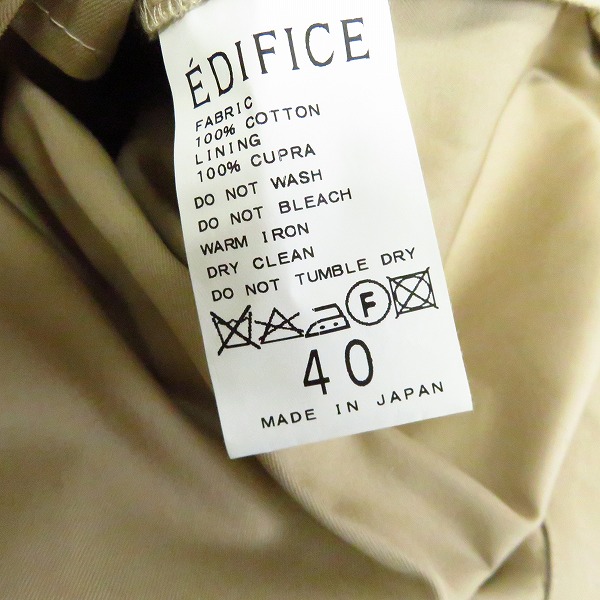 ÉDIFICE
FABRIC
100% COTTON
LINING
100% CUPRA
DO NOT WASH
DO NOT BLEACH
WARM IRON
DRY CLEAN
DO NOT TUMBLE DRY
F
40
MADE IN JAPAN